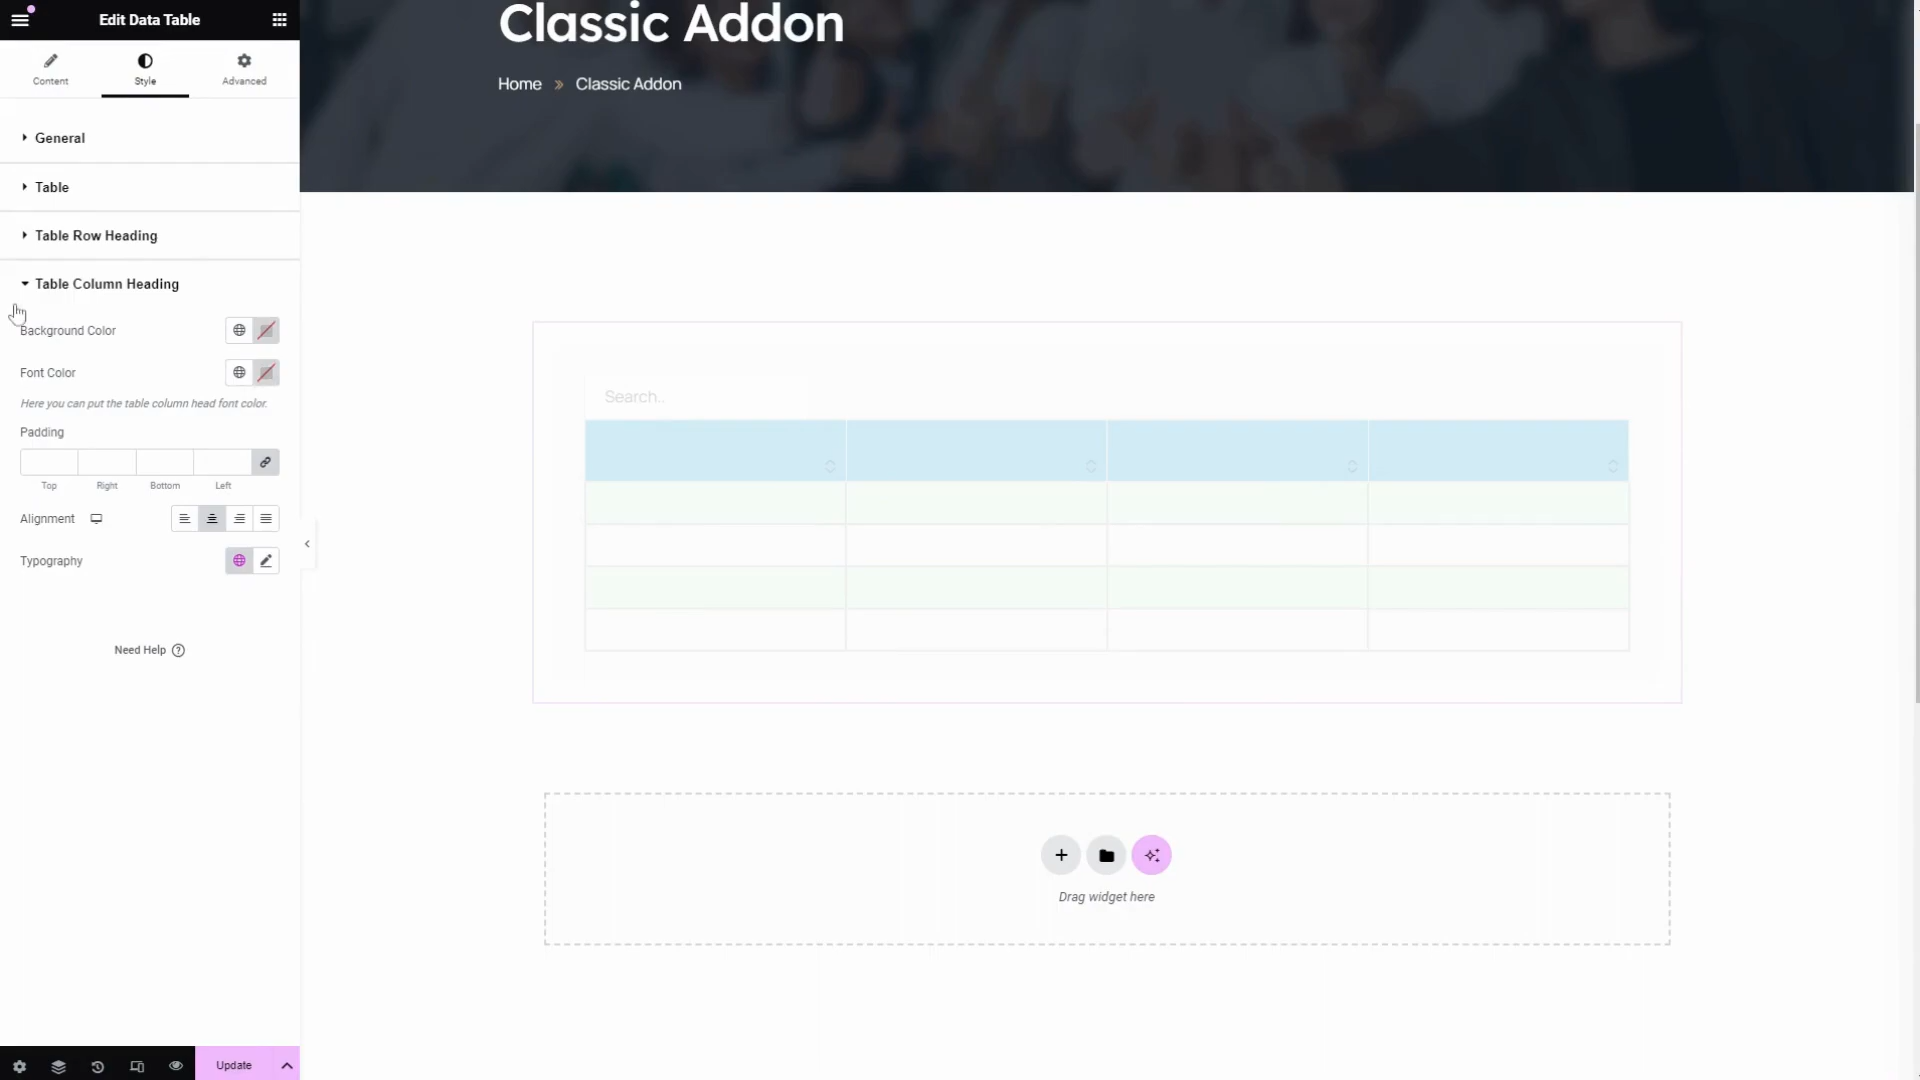 Edit Data Table
Content
Style
Advanced
General
Table
Table Row Heading
Table Column Heading
Background Color
Font Color
Here you can put the table column head font color.
Padding
Top Right Bottom Left
Alignment
Typography
Need Help
Update
Classic Addon
Home » Classic Addon
Search..
Drag widget here